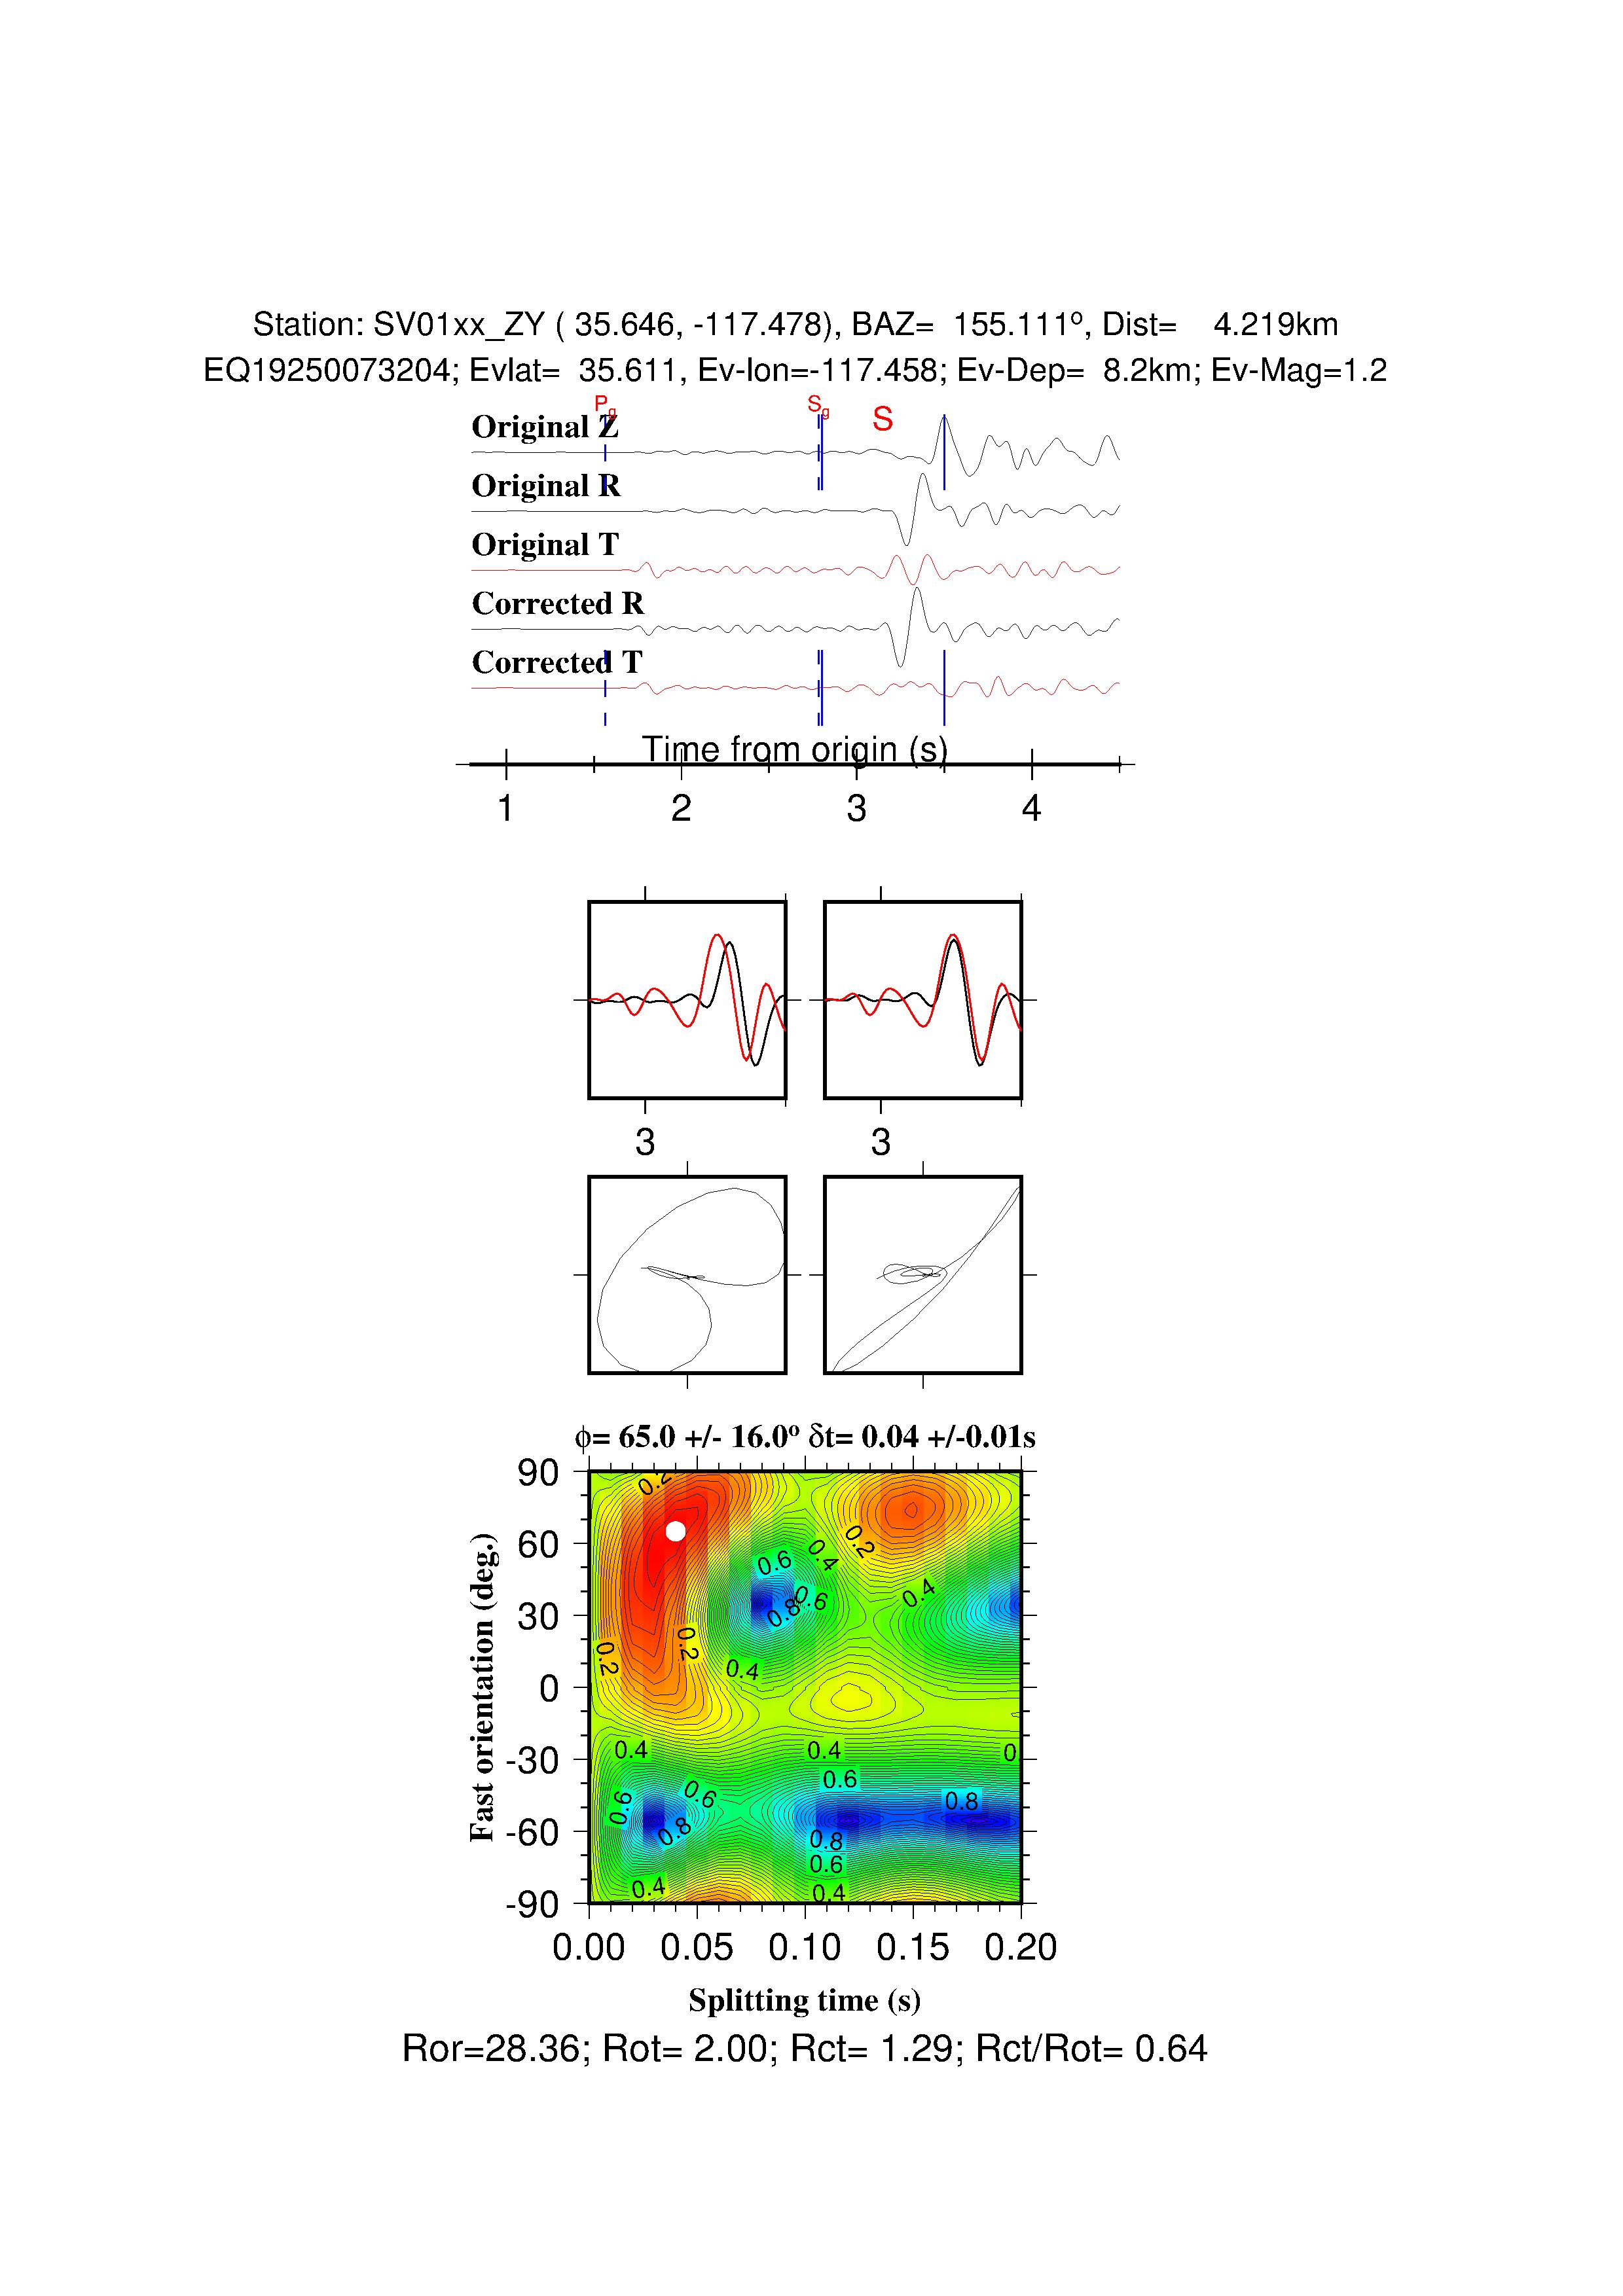 Station: SV01xx_ZY ( 35.646, -117.478), BAZ= 155.111º, Dist= 4.219km
EQ19250073204; Evlat= 35.611, Ev-lon=-117.458; Ev-Dep= 8.2km; Ev-Mag=1.2
Pg Sg S
Original Z
Original R
Original T
Corrected R
Corrected T
Time from origin (s)
1 2 3 4
3 3
ϕ= 65.0 +/- 16.0º δt= 0.04 +/-0.01s
Fast orientation (deg.)
90
60
30
0
-30
-60
-90
0.2
0.2
0.6
0.4
0.4
0.6
0.8
0.2
0.2
0.4
0.4
0.4
0.
0.6
0.6
0.6
0.8
0.8
0.8
0.6
0.4
0.4
0.00 0.05 0.10 0.15 0.20
Splitting time (s)
Ror=28.36; Rot= 2.00; Rct= 1.29; Rct/Rot= 0.64